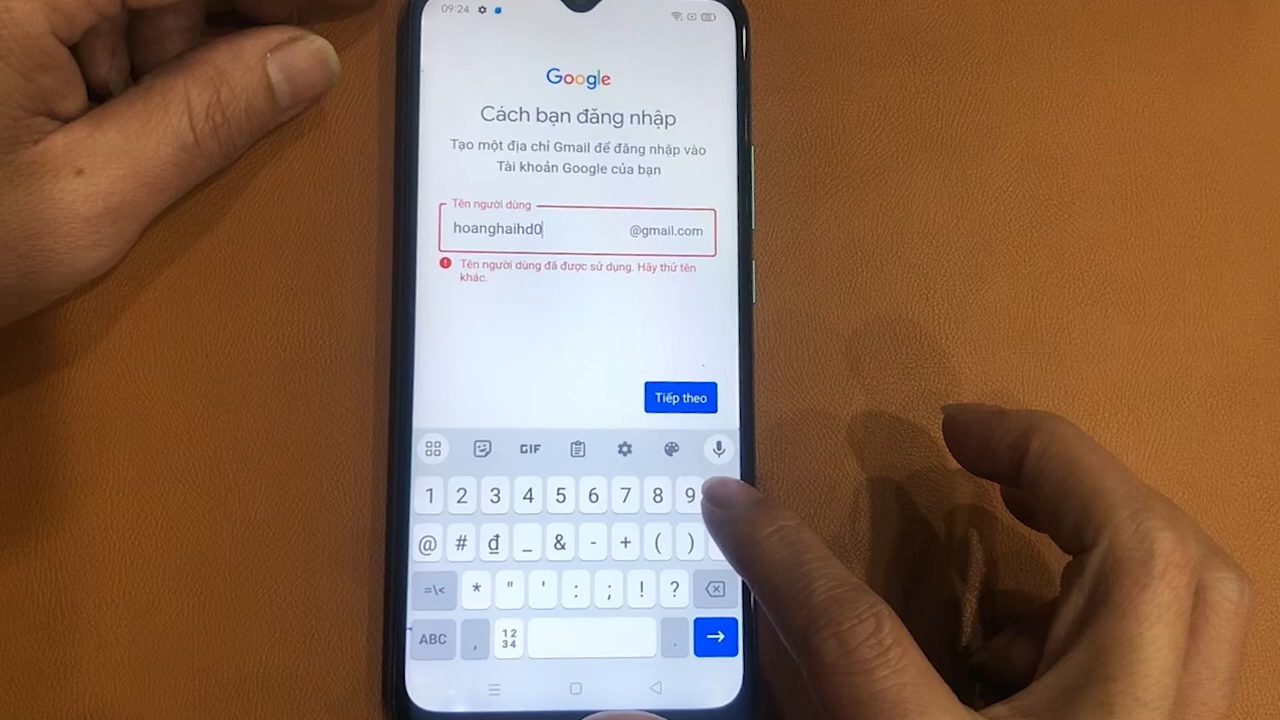 09:24
Google
Cách bạn đăng nhập
Tạo một địa chỉ Gmail để đăng nhập vào
Tài khoản Google của bạn
Tên người dùng
hoanghaihd0 @gmail.com
Tên người dùng đã được sử dụng. Hãy thử tên
khác.
Tiếp theo
GIF
1 2 3 4 5 6 7 8 9
@ # ₫ _ & - + ( )
=\< * " ' : ; ! ?
ABC , 1234 .